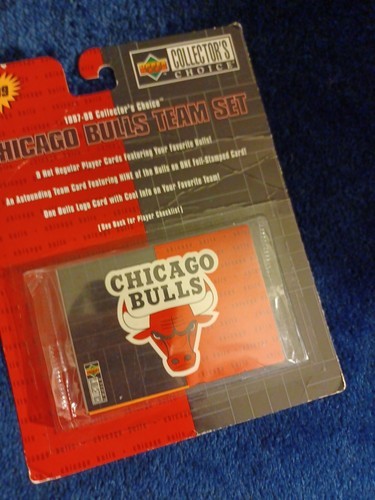 COLLECTOR'S
CHOICE
1997-98 Collector's Choice™
CHICAGO BULLS TEAM SET
9 Hot Regular Player Cards Featuring Your Favorite Bulls!
An Astounding Team Card Featuring Nine of the Bulls on ONE Foil-Stamped Card!
One Bulls Logo Card with Cool Info on Your Favorite Team!
(See Back for Player Checklist)
CHICAGO
BULLS